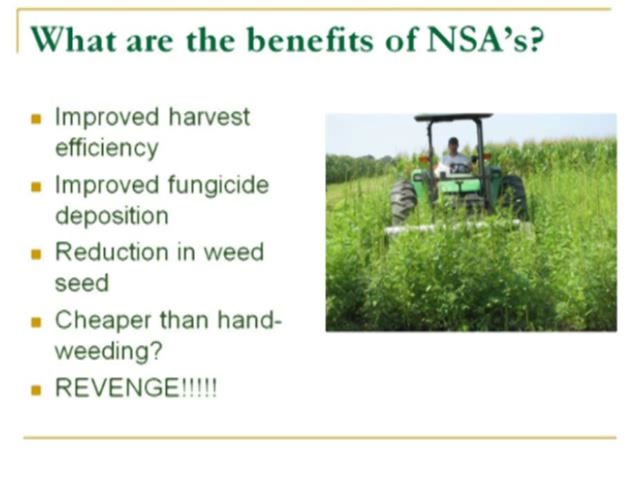 What are the benefits of NSA's?
Improved harvest
efficiency
Improved fungicide
deposition
Reduction in weed
seed
Cheaper than hand-
weeding?
REVENGE!!!!!